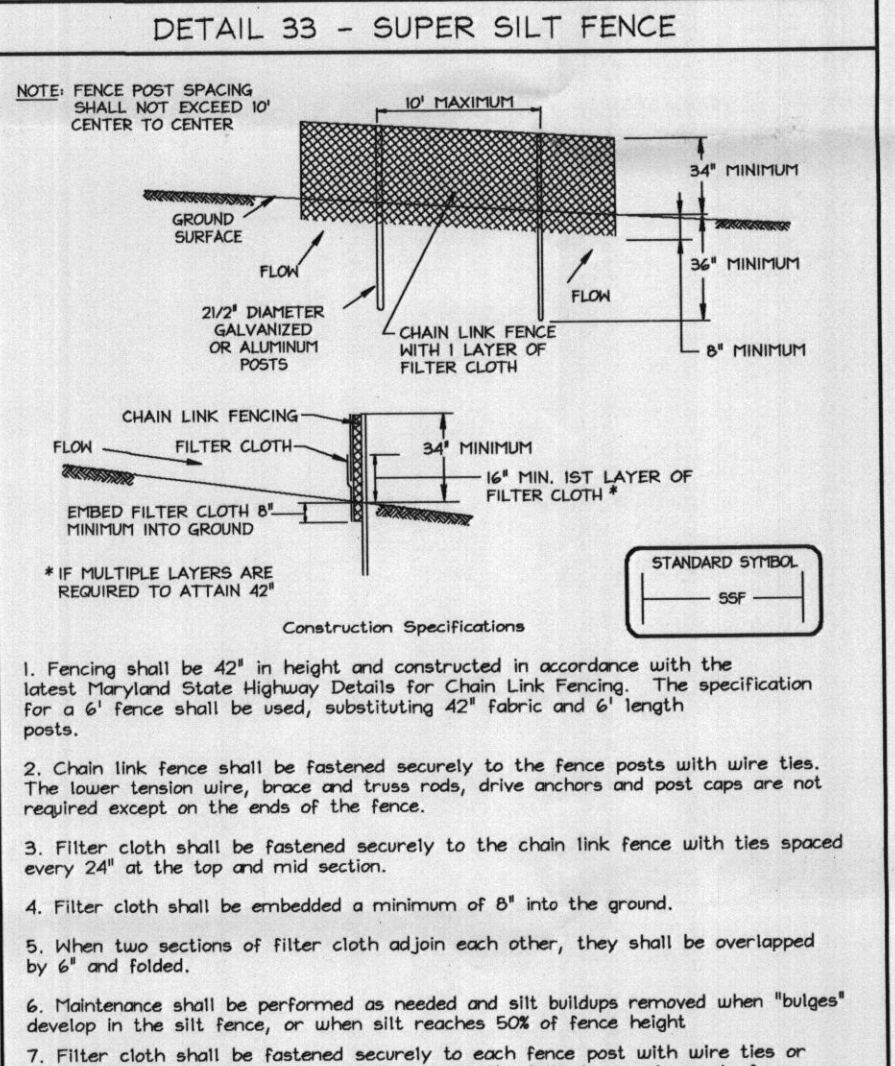 DETAIL 33 - SUPER SILT FENCE
NOTE: FENCE POST SPACING
SHALL NOT EXCEED 10'
CENTER TO CENTER
10' MAXIMUM
34" MINIMUM
GROUND
SURFACE
36" MINIMUM
FLOW
FLOW
21/2" DIAMETER
GALVANIZED
OR ALUMINUM
POSTS
CHAIN LINK FENCE
WITH 1 LAYER OF
FILTER CLOTH
8" MINIMUM
CHAIN LINK FENCING
FLOW
FILTER CLOTH
34" MINIMUM
16" MIN. 1ST LAYER OF
FILTER CLOTH *
EMBED FILTER CLOTH 8"
MINIMUM INTO GROUND
* IF MULTIPLE LAYERS ARE
REQUIRED TO ATTAIN 42"
STANDARD SYMBOL
SSF
Construction Specifications
1. Fencing shall be 42" in height and constructed in accordance with the
latest Maryland State Highway Details for Chain Link Fencing. The specification
for a 6' fence shall be used, substituting 42" fabric and 6' length
posts.
2. Chain link fence shall be fastened securely to the fence posts with wire ties.
The lower tension wire, brace and truss rods, drive anchors and post caps are not
required except on the ends of the fence.
3. Filter cloth shall be fastened securely to the chain link fence with ties spaced
every 24" at the top and mid section.
4. Filter cloth shall be embedded a minimum of 8" into the ground.
5. When two sections of filter cloth adjoin each other, they shall be overlapped
by 6" and folded.
6. Maintenance shall be performed as needed and silt buildups removed when "bulges"
develop in the silt fence, or when silt reaches 50% of fence height
7. Filter cloth shall be fastened securely to each fence post with wire ties or